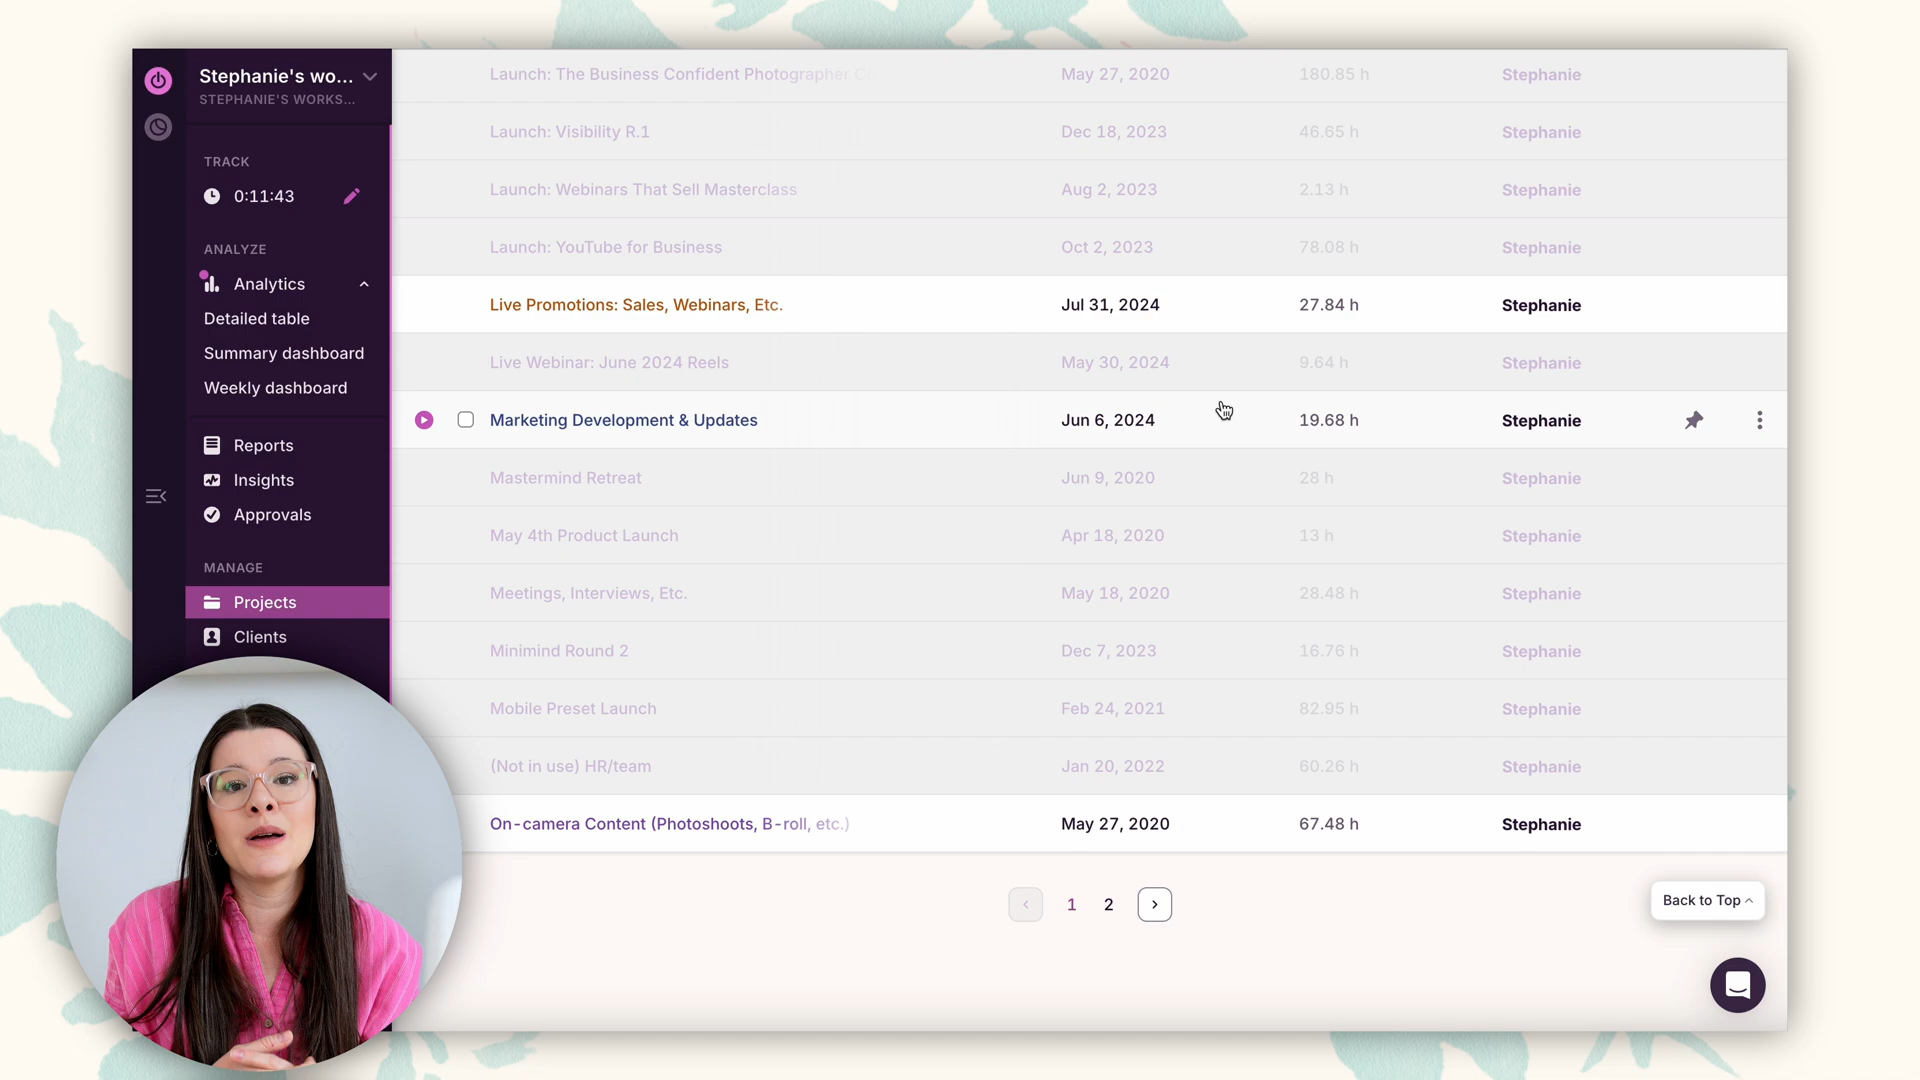 Stephanie's wo...
STEPHANIE'S WORKS...
TRACK
0:11:43
ANALYZE
Analytics
Detailed table
Summary dashboard
Weekly dashboard
Reports
Insights
Approvals
MANAGE
Projects
Clients
Launch: The Business Confident Photographer C May 27, 2020 180.85 h Stephanie
Launch: Visibility R.1 Dec 18, 2023 46.65 h Stephanie
Launch: Webinars That Sell Masterclass Aug 2, 2023 2.13 h Stephanie
Launch: YouTube for Business Oct 2, 2023 78.08 h Stephanie
Live Promotions: Sales, Webinars, Etc. Jul 31, 2024 27.84 h Stephanie
Live Webinar: June 2024 Reels May 30, 2024 9.64 h Stephanie
Marketing Development & Updates Jun 6, 2024 19.68 h Stephanie
Mastermind Retreat Jun 9, 2020 28 h Stephanie
May 4th Product Launch Apr 18, 2020 13 h Stephanie
Meetings, Interviews, Etc. May 18, 2020 28.48 h Stephanie
Minimind Round 2 Dec 7, 2023 16.76 h Stephanie
Mobile Preset Launch Feb 24, 2021 82.95 h Stephanie
(Not in use) HR/team Jan 20, 2022 60.26 h Stephanie
On-camera Content (Photoshoots, B-roll, etc.) May 27, 2020 67.48 h Stephanie
1 2
Back to Top